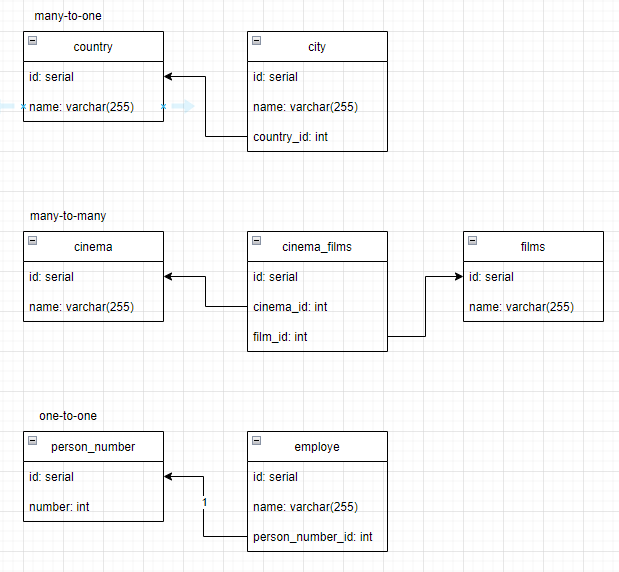 many-to-one
country
id: serial
name: varchar(255)
city
id: serial
name: varchar(255)
country_id: int
many-to-many
cinema
id: serial
name: varchar(255)
cinema_films
id: serial
cinema_id: int
film_id: int
films
id: serial
name: varchar(255)
one-to-one
person_number
id: serial
number: int
1
employe
id: serial
name: varchar(255)
person_number_id: int